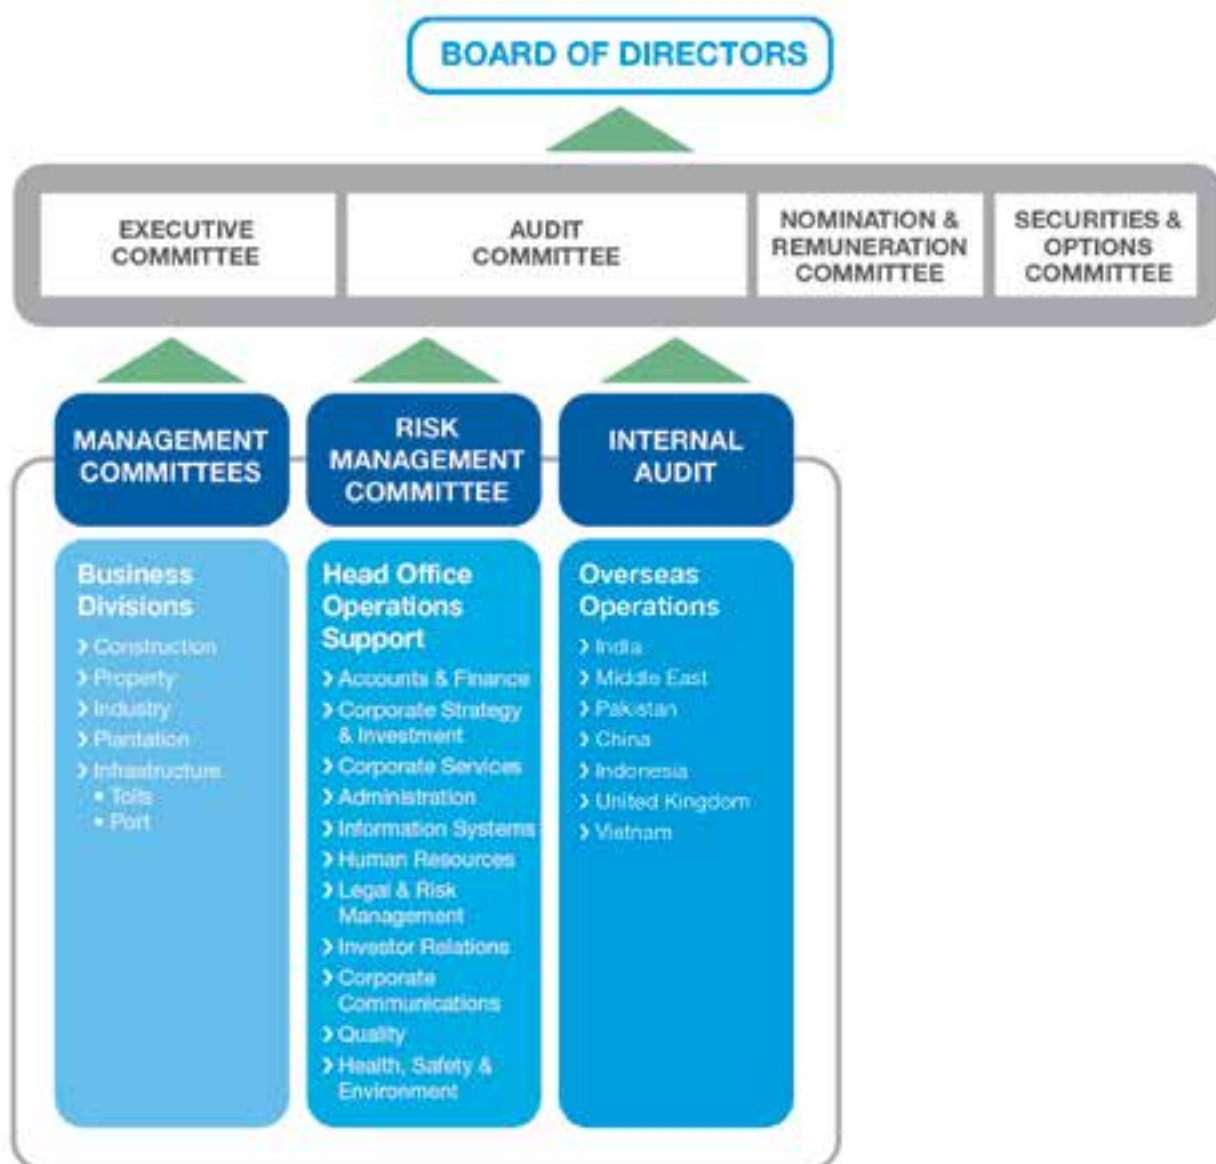 BOARD OF DIRECTORS
EXECUTIVE
COMMITTEE
AUDIT
COMMITTEE
NOMINATION &
REMUNERATION
COMMITTEE
SECURITIES &
OPTIONS
COMMITTEE
MANAGEMENT
COMMITTEES
RISK
MANAGEMENT
COMMITTEE
INTERNAL
AUDIT
Business
Divisions
› Construction
› Property
› Industry
› Plantation
› Infrastructure
• Tolls
• Port
Head Office
Operations
Support
› Accounts & Finance
› Corporate Strategy
& Investment
› Corporate Services
› Administration
› Information Systems
› Human Resources
› Legal & Risk
Management
› Investor Relations
› Corporate
Communications
› Quality
› Health, Safety &
Environment
Overseas
Operations
› India
› Middle East
› Pakistan
› China
› Indonesia
› United Kingdom
› Vietnam